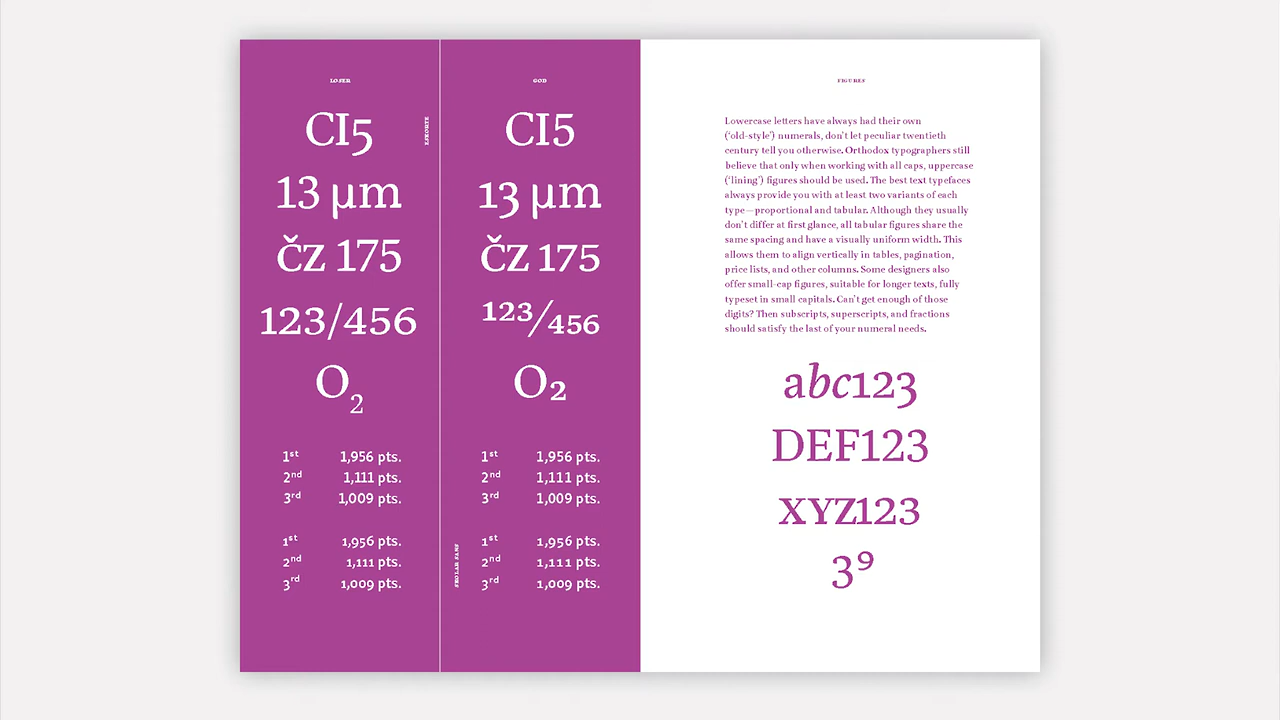 LOSER
CI5
13 µm
ČZ 175
123/456
O₂
1ˢᵗ 1,956 pts.
2ⁿᵈ 1,111 pts.
3ʳᵈ 1,009 pts.
1ˢᵗ 1,956 pts.
2ⁿᵈ 1,111 pts.
3ʳᵈ 1,009 pts.
ESKORTE
GOD
CI5
13 µm
ČZ 175
¹²³⁄₄₅₆
O₂
1ˢᵗ 1,956 pts.
2ⁿᵈ 1,111 pts.
3ʳᵈ 1,009 pts.
1ˢᵗ 1,956 pts.
2ⁿᵈ 1,111 pts.
3ʳᵈ 1,009 pts.
SKOLAR SANS
FIGURES
Lowercase letters have always had their own
(‘old-style’) numerals, don’t let peculiar twentieth
century tell you otherwise. Orthodox typographers still
believe that only when working with all caps, uppercase
(‘lining’) figures should be used. The best text typefaces
always provide you with at least two variants of each
type—proportional and tabular. Although they usually
don’t differ at first glance, all tabular figures share the
same spacing and have a visually uniform width. This
allows them to align vertically in tables, pagination,
price lists, and other columns. Some designers also
offer small-cap figures, suitable for longer texts, fully
typeset in small capitals. Can’t get enough of those
digits? Then subscripts, superscripts, and fractions
should satisfy the last of your numeral needs.
abc123
DEF123
XYZ123
3⁹